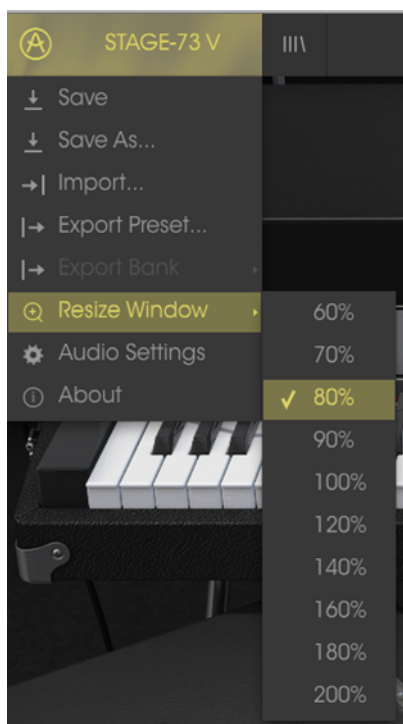 STAGE-73 V
Save
Save As...
Import...
Export Preset...
Export Bank
Resize Window
Audio Settings
About
60%
70%
80%
90%
100%
120%
140%
160%
180%
200%